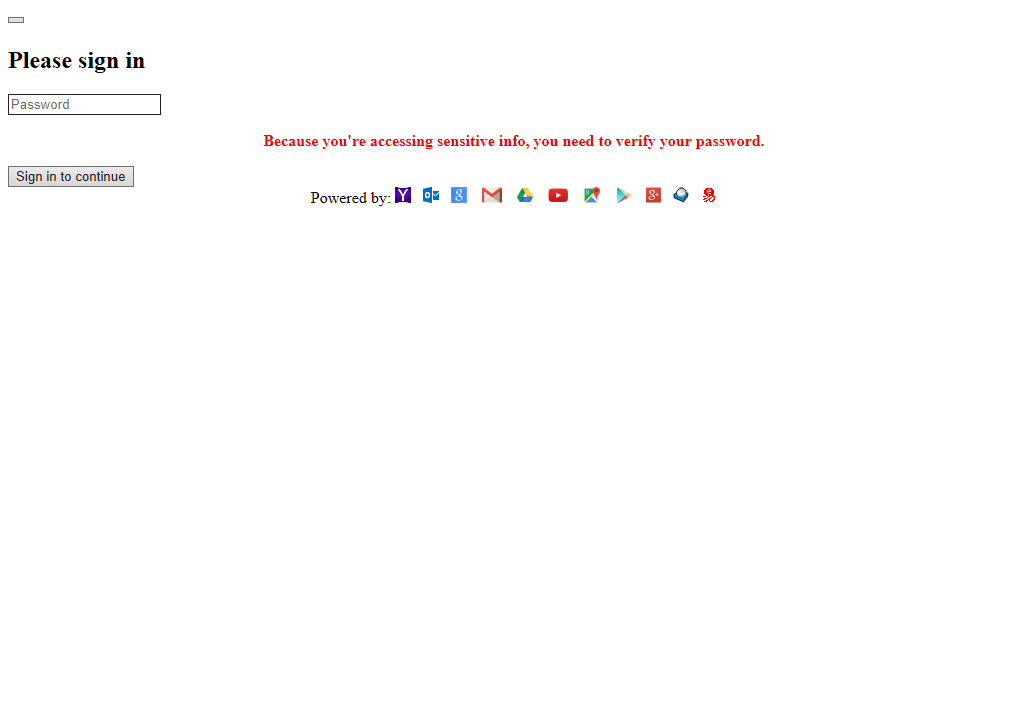 Please sign in
Password
Because you're accessing sensitive info, you need to verify your password.
Sign in to continue
Powered by: